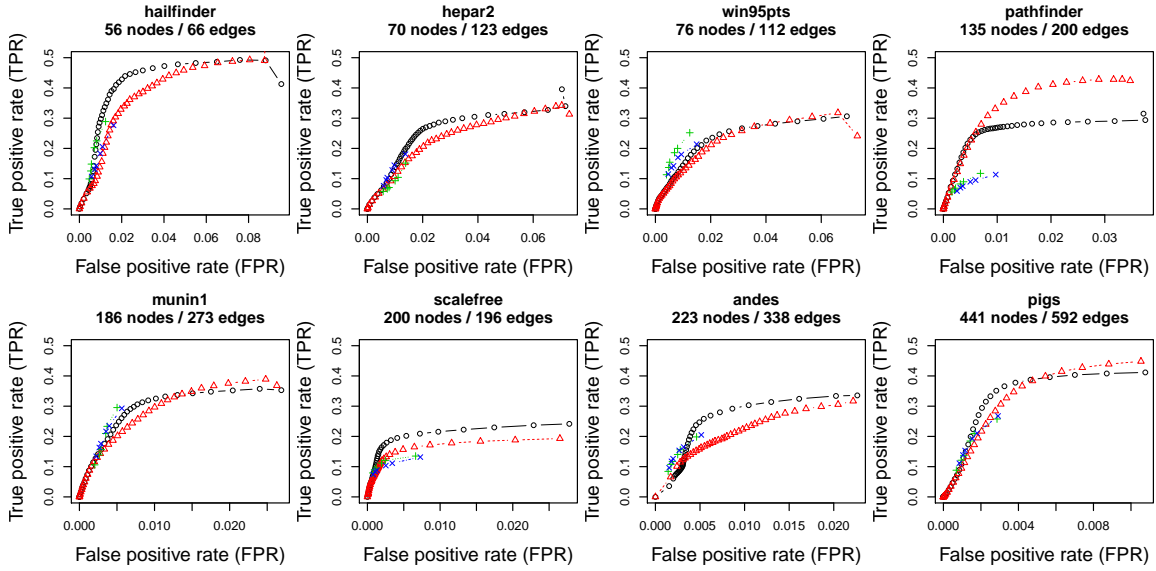 hailfinder
56 nodes / 66 edges
True positive rate (TPR)
0.0 0.1 0.2 0.3 0.4 0.5
0.00 0.02 0.04 0.06 0.08 0.10
False positive rate (FPR)
hepar2
70 nodes / 123 edges
True positive rate (TPR)
0.0 0.1 0.2 0.3 0.4 0.5
0.00 0.02 0.04 0.06
False positive rate (FPR)
win95pts
76 nodes / 112 edges
True positive rate (TPR)
0.0 0.1 0.2 0.3 0.4 0.5
0.00 0.02 0.04 0.06
False positive rate (FPR)
pathfinder
135 nodes / 200 edges
True positive rate (TPR)
0.0 0.1 0.2 0.3 0.4 0.5
0.00 0.01 0.02 0.03
False positive rate (FPR)
munin1
186 nodes / 273 edges
True positive rate (TPR)
0.0 0.1 0.2 0.3 0.4 0.5
0.000 0.010 0.020
False positive rate (FPR)
scalefree
200 nodes / 196 edges
True positive rate (TPR)
0.0 0.1 0.2 0.3 0.4 0.5
0.000 0.010 0.020
False positive rate (FPR)
andes
223 nodes / 338 edges
True positive rate (TPR)
0.0 0.1 0.2 0.3 0.4 0.5
0.000 0.005 0.010 0.015 0.020
False positive rate (FPR)
pigs
441 nodes / 592 edges
True positive rate (TPR)
0.0 0.1 0.2 0.3 0.4 0.5
0.000 0.004 0.008
False positive rate (FPR)